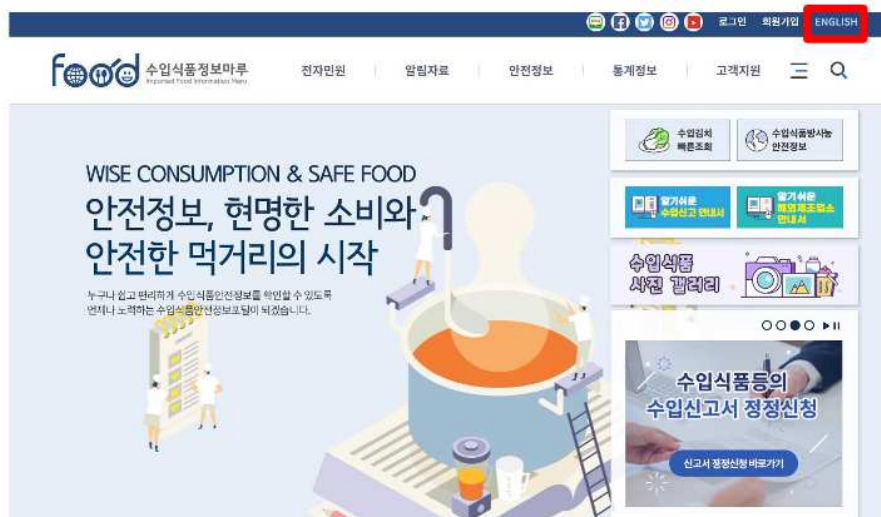 로그인 회원가입 ENGLISH
food 수입식품정보마루
Imported Food Information Maru
전자민원 알림자료 안전정보 통계정보 고객지원
수입김치
빠른조회
수입식품방사능
안전정보
WISE CONSUMPTION & SAFE FOOD
안전정보, 현명한 소비와
안전한 먹거리의 시작
누구나 쉽고 편리하게 수입식품안전정보를 확인할 수 있도록
언제나 노력하는 수입식품안전정보포털이 되겠습니다.
알기쉬운
수입신고 안내서
알기쉬운
해외제조업소
안내서
수입식품
사진 갤러리
수입식품등의
수입신고서 정정신청
신고서 정정신청 바로가기